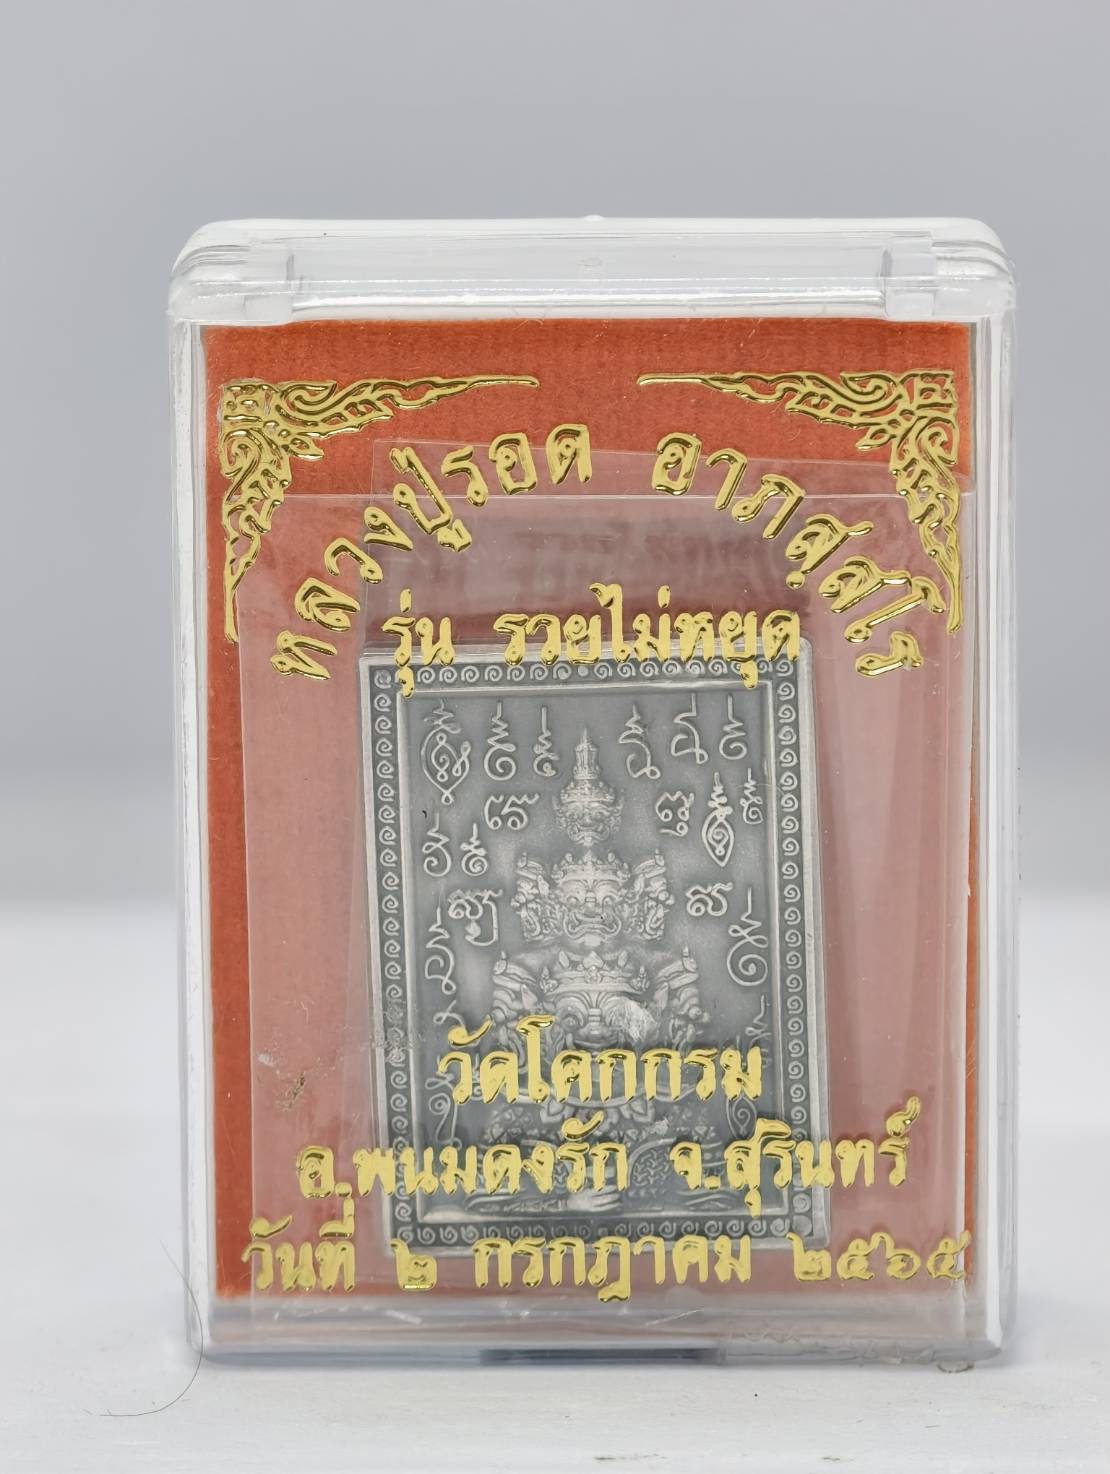 หลวงปู่รอด อาภสฺสโร
รุ่น รวยไม่หยุด
วัดโคกกรม
อ.พนมดงรัก จ.สุรินทร์
วันที่ ๒ กรกฎาคม ๒๕๖๕